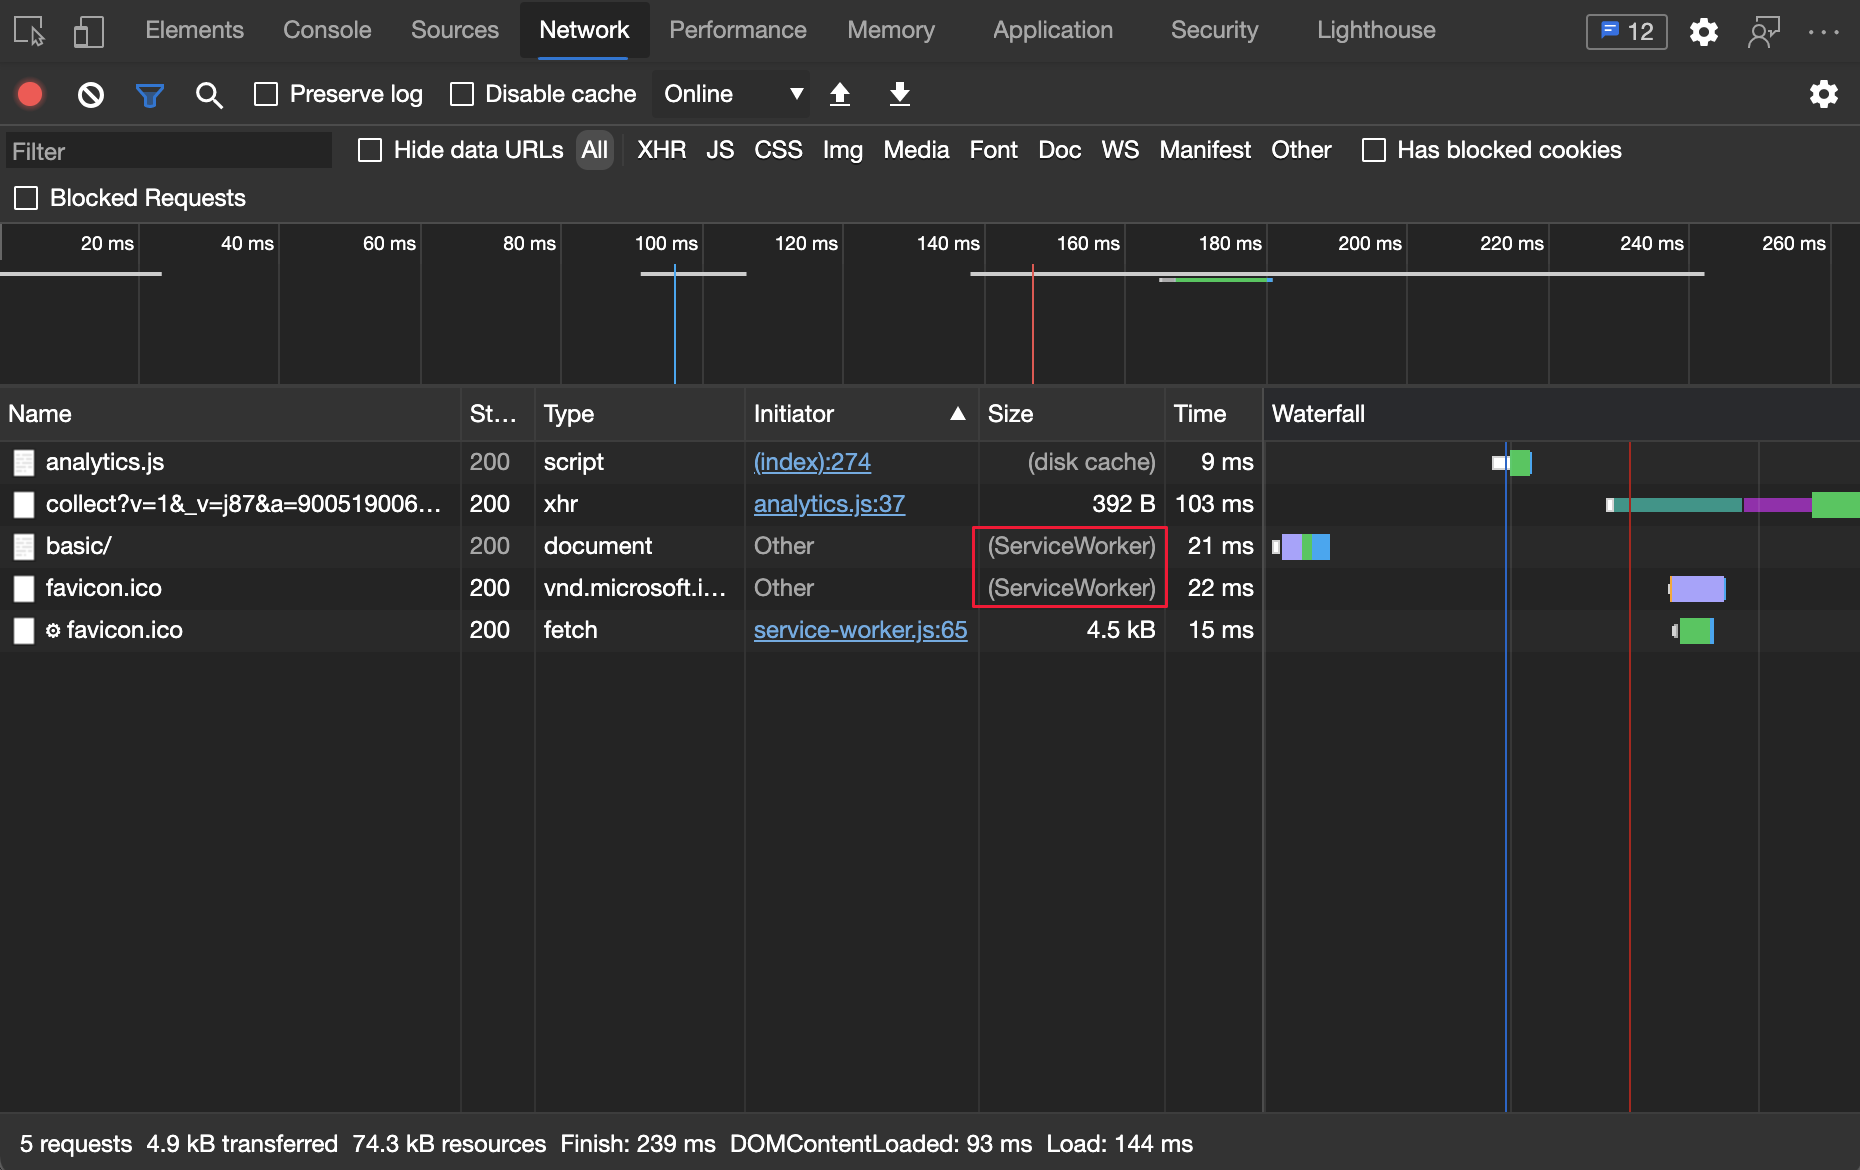 Elements Console Sources Network Performance Memory Application Security Lighthouse 12
Preserve log Disable cache Online
Filter Hide data URLs All XHR JS CSS Img Media Font Doc WS Manifest Other Has blocked cookies
Blocked Requests
20 ms 40 ms 60 ms 80 ms 100 ms 120 ms 140 ms 160 ms 180 ms 200 ms 220 ms 240 ms 260 ms
Name St... Type Initiator ▲ Size Time Waterfall
analytics.js 200 script (index):274 (disk cache) 9 ms
collect?v=1&_v=j87&a=900519006... 200 xhr analytics.js:37 392 B 103 ms
basic/ 200 document Other (ServiceWorker) 21 ms
favicon.ico 200 vnd.microsoft.i... Other (ServiceWorker) 22 ms
favicon.ico 200 fetch service-worker.js:65 4.5 kB 15 ms
5 requests 4.9 kB transferred 74.3 kB resources Finish: 239 ms DOMContentLoaded: 93 ms Load: 144 ms